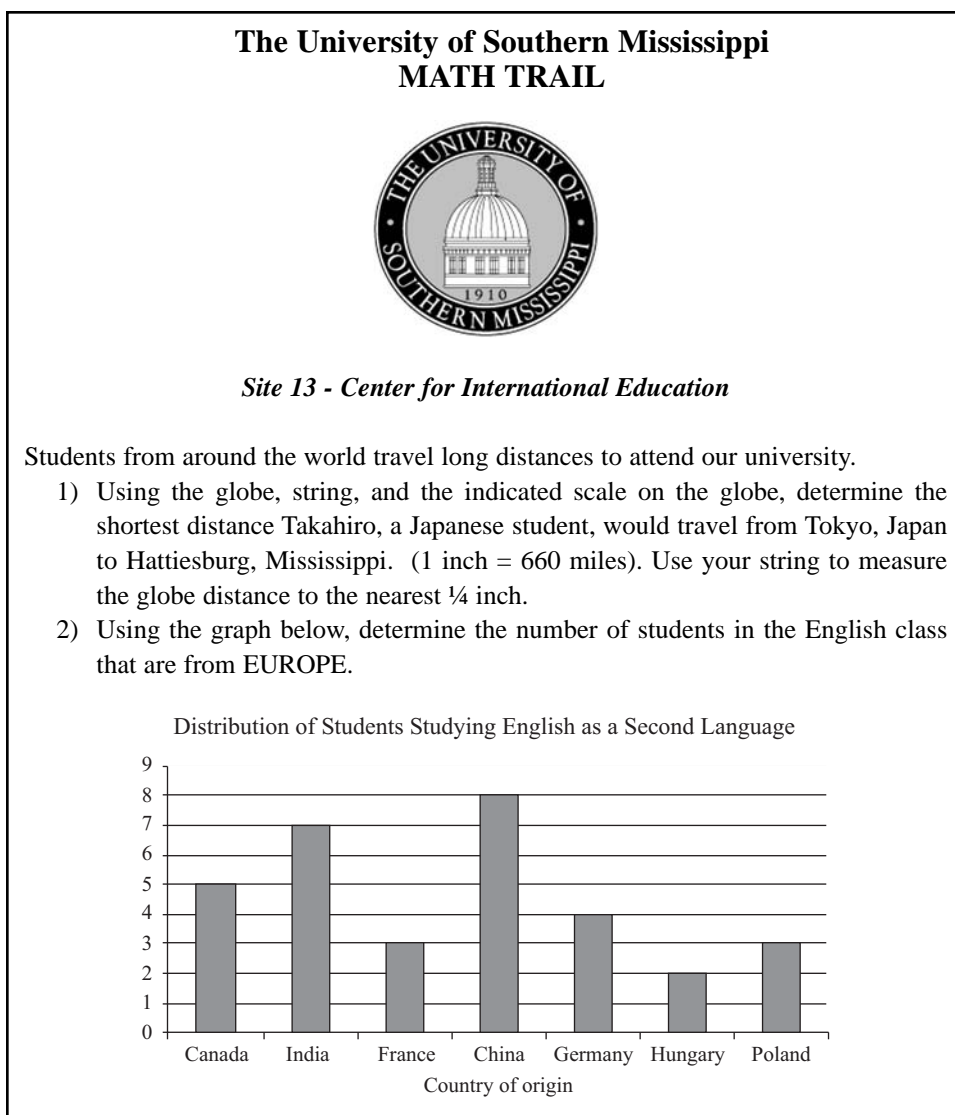 The University of Southern Mississippi
MATH TRAIL
THE UNIVERSITY OF
SOUTHERN MISSISSIPPI
1910
Site 13 - Center for International Education
Students from around the world travel long distances to attend our university.
1) Using the globe, string, and the indicated scale on the globe, determine the
shortest distance Takahiro, a Japanese student, would travel from Tokyo, Japan
to Hattiesburg, Mississippi. (1 inch = 660 miles). Use your string to measure
the globe distance to the nearest ¼ inch.
2) Using the graph below, determine the number of students in the English class
that are from EUROPE.
Distribution of Students Studying English as a Second Language
9
8
7
6
5
4
3
2
1
0
Canada India France China Germany Hungary Poland
Country of origin